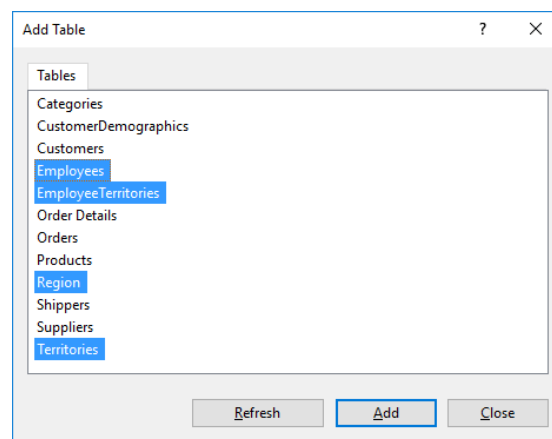 Add Table ?
Tables
Categories
CustomerDemographics
Customers
Employees
EmployeeTerritories
Order Details
Orders
Products
Region
Shippers
Suppliers
Territories
Refresh Add Close